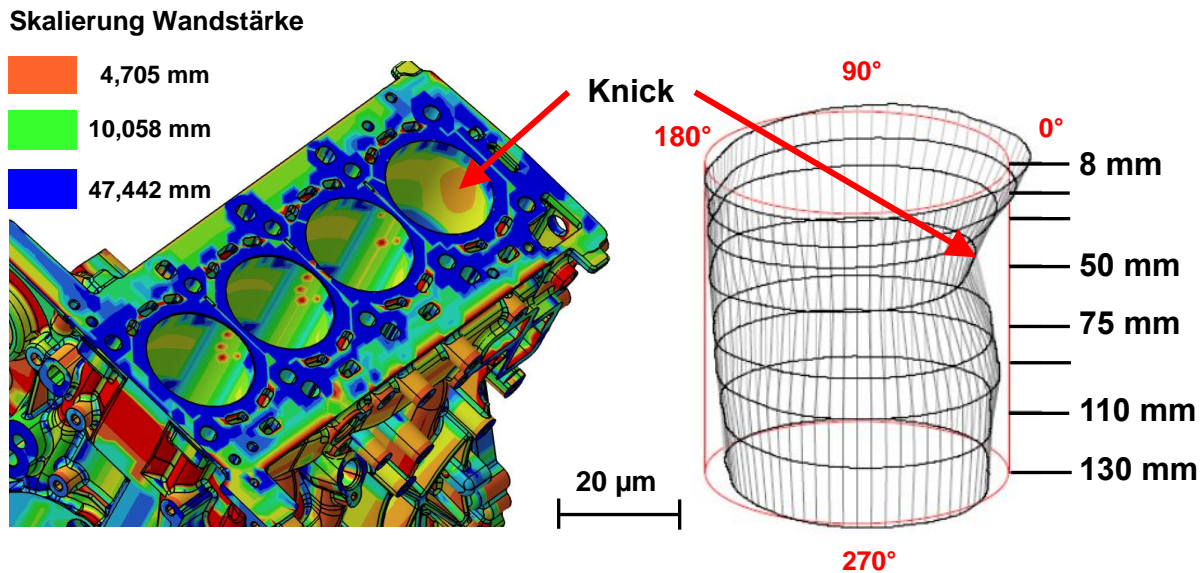 Skalierung Wandstärke
4,705 mm
10,058 mm
47,442 mm
Knick
90°
180°
0°
8 mm
50 mm
75 mm
110 mm
130 mm
20 µm
270°